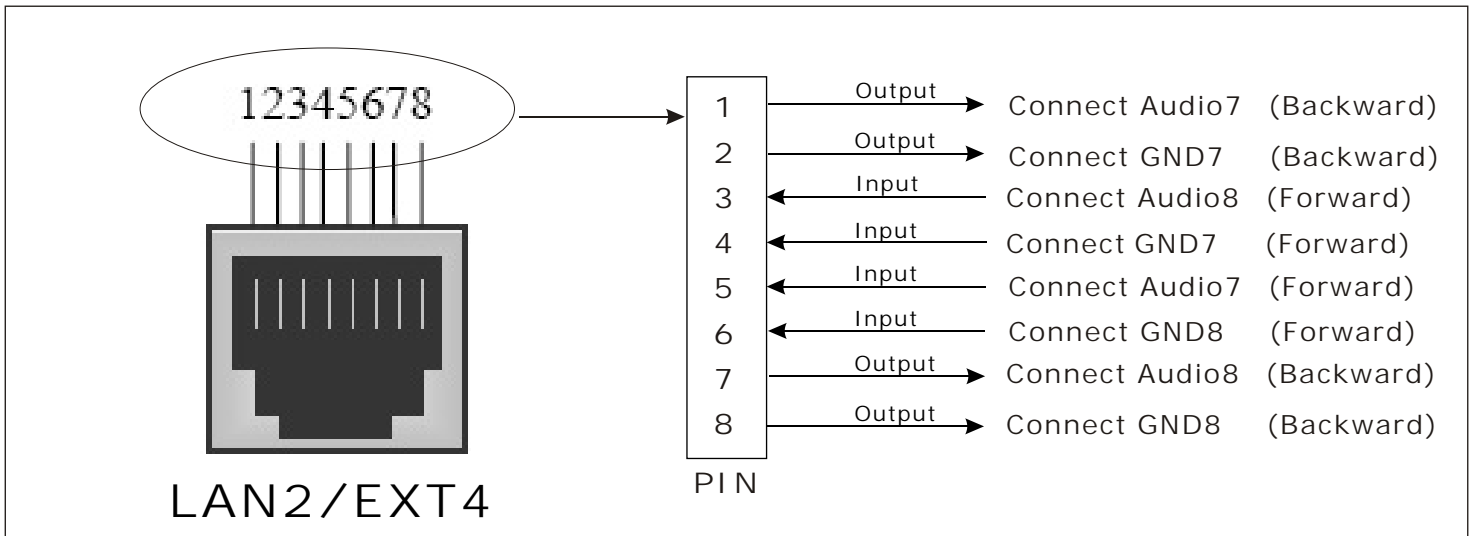 12345678
1 Output Connect Audio7 (Backward)
2 Output Connect GND7 (Backward)
3 Input Connect Audio8 (Forward)
4 Input Connect GND7 (Forward)
5 Input Connect Audio7 (Forward)
6 Input Connect GND8 (Forward)
7 Output Connect Audio8 (Backward)
8 Output Connect GND8 (Backward)
PIN
LAN2/EXT4